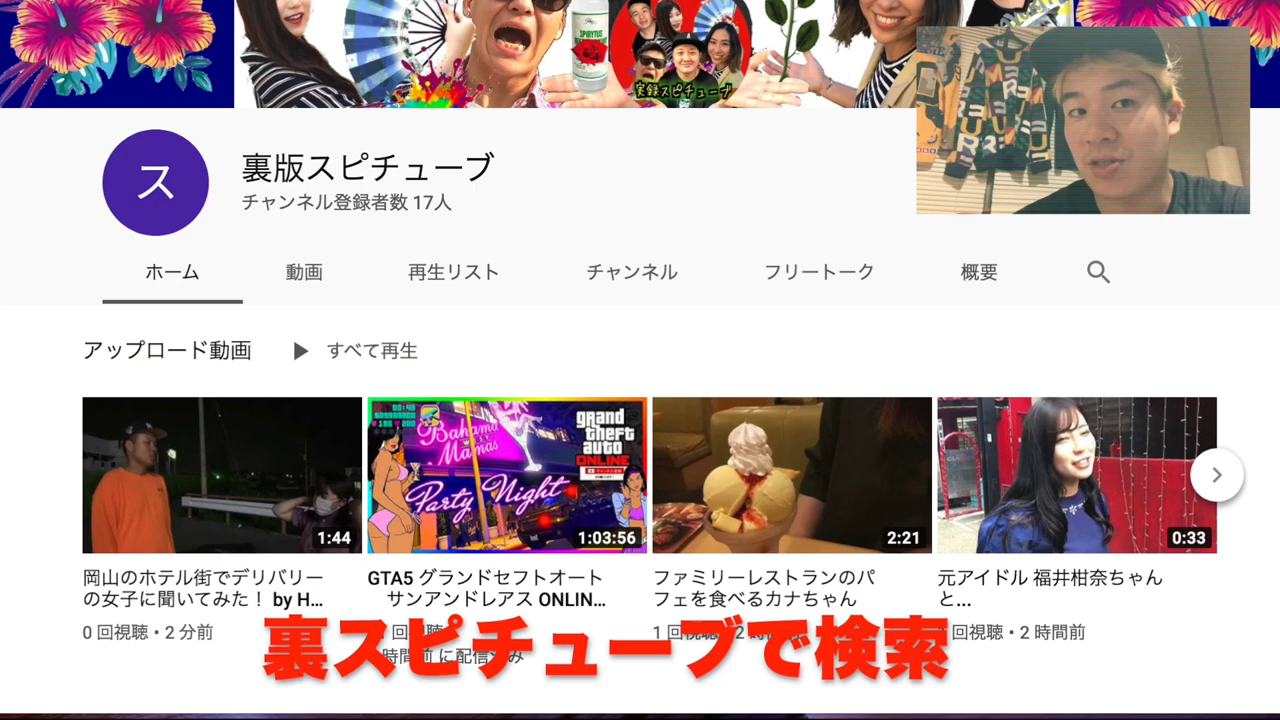 SPIRYTUS
実録スピチューブ
ス
裏版スピチューブ
チャンネル登録者数 17人
ホーム
動画
再生リスト
チャンネル
フリートーク
概要
アップロード動画
すべて再生
1:44
Bahama
Mamas
Party Night
grand
theft
auto
ONLINE
1:03:56
2:21
0:33
岡山のホテル街でデリバリー
の女子に聞いてみた！ by H...
0 回視聴・2 分前
GTA5 グランドセフトオート
サンアンドレアス ONLIN...
ファミリーレストランのパ
フェを食べるカナちゃん
元アイドル 福井柑奈ちゃん
と...
回視聴・2 時間前
裏スピチューブで検索